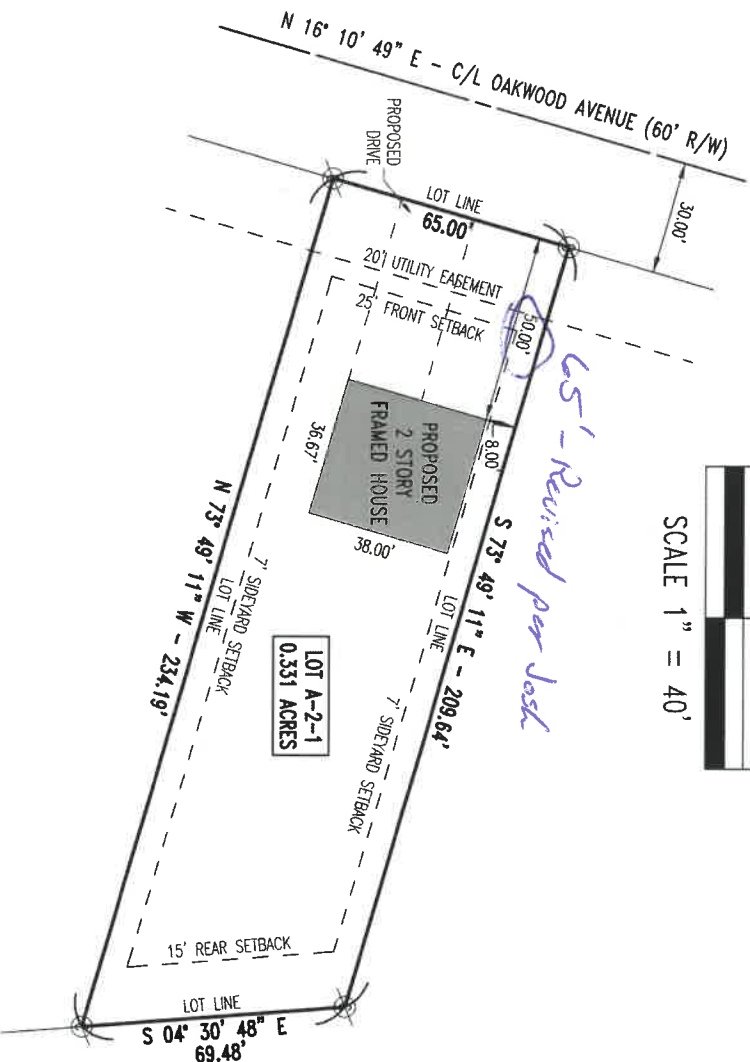 N 16° 10' 49" E - C/L OAKWOOD AVENUE (60' R/W)
30.00'
PROPOSED
DRIVE
LOT LINE
65.00'
20' UTILITY EASEMENT
25' FRONT SETBACK
50.00'
65' - Revised per Josh
SCALE 1" = 40'
8.00'
PROPOSED
2 STORY
FRAMED HOUSE
36.67'
38.00'
S 73° 49' 11" E - 209.64'
LOT LINE
7' SIDEYARD SETBACK
7' SIDEYARD SETBACK
LOT LINE
N 73° 49' 11" W - 234.19'
LOT A-2-1
0.331 ACRES
15' REAR SETBACK
LOT LINE
S 04° 30' 48" E
69.48'